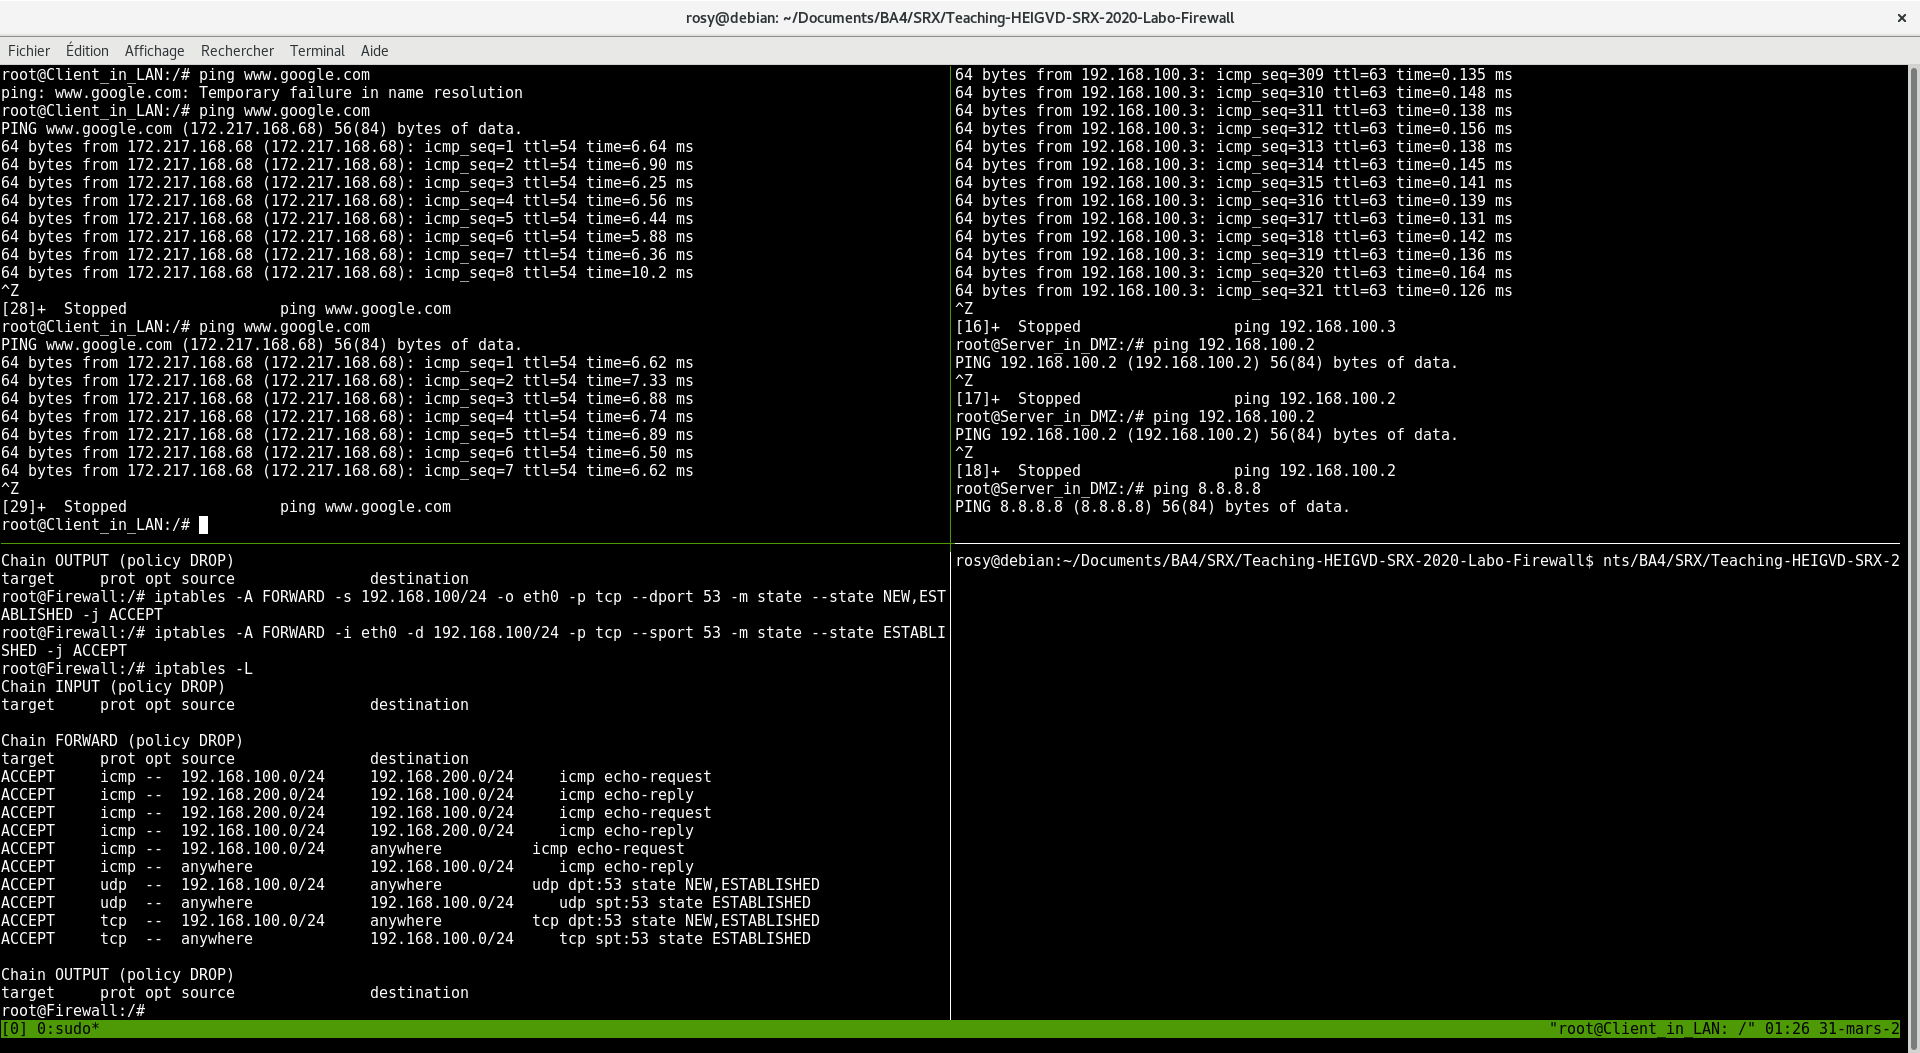 rosy@debian: ~/Documents/BA4/SRX/Teaching-HEIGVD-SRX-2020-Labo-Firewall ×
Fichier Édition Affichage Rechercher Terminal Aide
root@Client_in_LAN:/# ping www.google.com
ping: www.google.com: Temporary failure in name resolution
root@Client_in_LAN:/# ping www.google.com
PING www.google.com (172.217.168.68) 56(84) bytes of data.
64 bytes from 172.217.168.68 (172.217.168.68): icmp_seq=1 ttl=54 time=6.64 ms
64 bytes from 172.217.168.68 (172.217.168.68): icmp_seq=2 ttl=54 time=6.90 ms
64 bytes from 172.217.168.68 (172.217.168.68): icmp_seq=3 ttl=54 time=6.25 ms
64 bytes from 172.217.168.68 (172.217.168.68): icmp_seq=4 ttl=54 time=6.56 ms
64 bytes from 172.217.168.68 (172.217.168.68): icmp_seq=5 ttl=54 time=6.44 ms
64 bytes from 172.217.168.68 (172.217.168.68): icmp_seq=6 ttl=54 time=5.88 ms
64 bytes from 172.217.168.68 (172.217.168.68): icmp_seq=7 ttl=54 time=6.36 ms
64 bytes from 172.217.168.68 (172.217.168.68): icmp_seq=8 ttl=54 time=10.2 ms
^Z
[28]+  Stopped                 ping www.google.com
root@Client_in_LAN:/# ping www.google.com
PING www.google.com (172.217.168.68) 56(84) bytes of data.
64 bytes from 172.217.168.68 (172.217.168.68): icmp_seq=1 ttl=54 time=6.62 ms
64 bytes from 172.217.168.68 (172.217.168.68): icmp_seq=2 ttl=54 time=7.33 ms
64 bytes from 172.217.168.68 (172.217.168.68): icmp_seq=3 ttl=54 time=6.88 ms
64 bytes from 172.217.168.68 (172.217.168.68): icmp_seq=4 ttl=54 time=6.74 ms
64 bytes from 172.217.168.68 (172.217.168.68): icmp_seq=5 ttl=54 time=6.89 ms
64 bytes from 172.217.168.68 (172.217.168.68): icmp_seq=6 ttl=54 time=6.50 ms
64 bytes from 172.217.168.68 (172.217.168.68): icmp_seq=7 ttl=54 time=6.62 ms
^Z
[29]+  Stopped                 ping www.google.com
root@Client_in_LAN:/#
64 bytes from 192.168.100.3: icmp_seq=309 ttl=63 time=0.135 ms
64 bytes from 192.168.100.3: icmp_seq=310 ttl=63 time=0.148 ms
64 bytes from 192.168.100.3: icmp_seq=311 ttl=63 time=0.138 ms
64 bytes from 192.168.100.3: icmp_seq=312 ttl=63 time=0.156 ms
64 bytes from 192.168.100.3: icmp_seq=313 ttl=63 time=0.138 ms
64 bytes from 192.168.100.3: icmp_seq=314 ttl=63 time=0.145 ms
64 bytes from 192.168.100.3: icmp_seq=315 ttl=63 time=0.141 ms
64 bytes from 192.168.100.3: icmp_seq=316 ttl=63 time=0.139 ms
64 bytes from 192.168.100.3: icmp_seq=317 ttl=63 time=0.131 ms
64 bytes from 192.168.100.3: icmp_seq=318 ttl=63 time=0.142 ms
64 bytes from 192.168.100.3: icmp_seq=319 ttl=63 time=0.136 ms
64 bytes from 192.168.100.3: icmp_seq=320 ttl=63 time=0.164 ms
64 bytes from 192.168.100.3: icmp_seq=321 ttl=63 time=0.126 ms
^Z
[16]+  Stopped                 ping 192.168.100.3
root@Server_in_DMZ:/# ping 192.168.100.2
PING 192.168.100.2 (192.168.100.2) 56(84) bytes of data.
^Z
[17]+  Stopped                 ping 192.168.100.2
root@Server_in_DMZ:/# ping 192.168.100.2
PING 192.168.100.2 (192.168.100.2) 56(84) bytes of data.
^Z
[18]+  Stopped                 ping 192.168.100.2
root@Server_in_DMZ:/# ping 8.8.8.8
PING 8.8.8.8 (8.8.8.8) 56(84) bytes of data.
Chain OUTPUT (policy DROP)
target     prot opt source               destination
root@Firewall:/# iptables -A FORWARD -s 192.168.100/24 -o eth0 -p tcp --dport 53 -m state --state NEW,EST
ABLISHED -j ACCEPT
root@Firewall:/# iptables -A FORWARD -i eth0 -d 192.168.100/24 -p tcp --sport 53 -m state --state ESTABLI
SHED -j ACCEPT
root@Firewall:/# iptables -L
Chain INPUT (policy DROP)
target     prot opt source               destination
Chain FORWARD (policy DROP)
target     prot opt source               destination
ACCEPT     icmp --  192.168.100.0/24     192.168.200.0/24     icmp echo-request
ACCEPT     icmp --  192.168.200.0/24     192.168.100.0/24     icmp echo-reply
ACCEPT     icmp --  192.168.200.0/24     192.168.100.0/24     icmp echo-request
ACCEPT     icmp --  192.168.100.0/24     192.168.200.0/24     icmp echo-reply
ACCEPT     icmp --  192.168.100.0/24     anywhere          icmp echo-request
ACCEPT     icmp --  anywhere             192.168.100.0/24     icmp echo-reply
ACCEPT     udp  --  192.168.100.0/24     anywhere          udp dpt:53 state NEW,ESTABLISHED
ACCEPT     udp  --  anywhere             192.168.100.0/24     udp spt:53 state ESTABLISHED
ACCEPT     tcp  --  192.168.100.0/24     anywhere          tcp dpt:53 state NEW,ESTABLISHED
ACCEPT     tcp  --  anywhere             192.168.100.0/24     tcp spt:53 state ESTABLISHED
Chain OUTPUT (policy DROP)
target     prot opt source               destination
root@Firewall:/#
rosy@debian:~/Documents/BA4/SRX/Teaching-HEIGVD-SRX-2020-Labo-Firewall$ nts/BA4/SRX/Teaching-HEIGVD-SRX-2
[0] 0:sudo* "root@Client_in_LAN: /" 01:26 31-mars-2